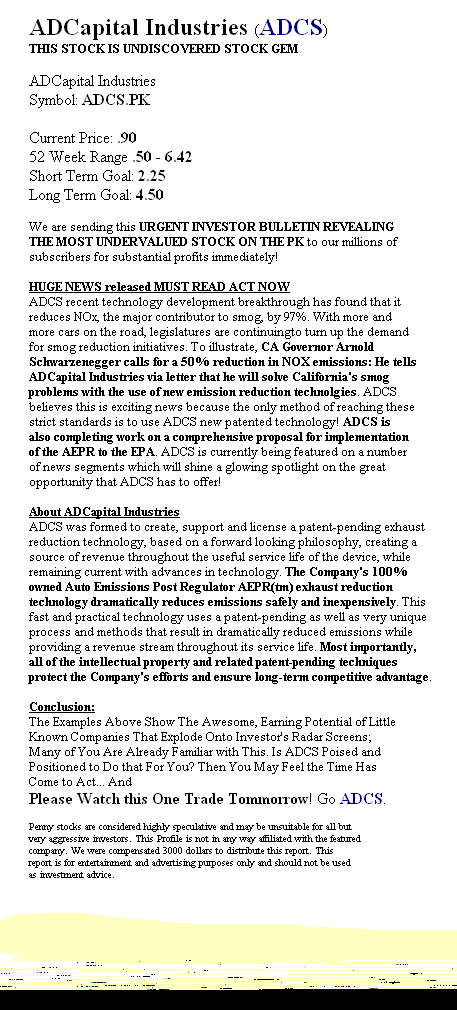 ADCapital Industries (ADCS)
THIS STOCK IS UNDISCOVERED STOCK GEM
ADCapital Industries
Symbol: ADCS.PK
Current Price: .90
52 Week Range .50 - 6.42
Short Term Goal: 2.25
Long Term Goal: 4.50
We are sending this URGENT INVESTOR BULLETIN REVEALING
THE MOST UNDERVALUED STOCK ON THE PK to our millions of
subscribers for substantial profits immediately!
HUGE NEWS released MUST READ ACT NOW
ADCS recent technology development breakthrough has found that it
reduces NOx, the major contributor to smog, by 97%. With more and
more cars on the road, legislatures are continuingto turn up the demand
for smog reduction initiatives. To illustrate, CA Governor Arnold
Schwarzenegger calls for a 50% reduction in NOX emissions: He tells
ADCapital Industries via letter that he will solve California's smog
problems with the use of new emission reduction technolgies. ADCS
believes this is exciting news because the only method of reaching these
strict standards is to use ADCS new patented technology! ADCS is
also completing work on a comprehensive proposal for implementation
of the AEPR to the EPA. ADCS is currently being featured on a number
of news segments which will shine a glowing spotlight on the great
opportunity that ADCS has to offer!
About ADCapital Industries
ADCS was formed to create, support and license a patent-pending exhaust
reduction technology, based on a forward looking philosophy, creating a
source of revenue throughout the useful service life of the device, while
remaining current with advances in technology. The Company's 100%
owned Auto Emissions Post Regulator AEPR(tm) exhaust reduction
technology dramatically reduces emissions safely and inexpensively. This
fast and practical technology uses a patent-pending as well as very unique
process and methods that result in dramatically reduced emissions while
providing a revenue stream throughout its service life. Most importantly,
all of the intellectual property and related patent-pending techniques
protect the Company's efforts and ensure long-term competitive advantage.
Conclusion:
The Examples Above Show The Awesome, Earning Potential of Little
Known Companies That Explode Onto Investor's Radar Screens;
Many of You Are Already Familiar with This. Is ADCS Poised and
Positioned to Do that For You? Then You May Feel the Time Has
Come to Act... And
Please Watch this One Trade Tommorrow! Go ADCS.
Penny stocks are considered highly speculative and may be unsuitable for all but
very aggressive investors. This Profile is not in any way affiliated with the featured
company. We were compensated 3000 dollars to distribute this report. This
report is for entertainment and advertising purposes only and should not be used
as investment advice.